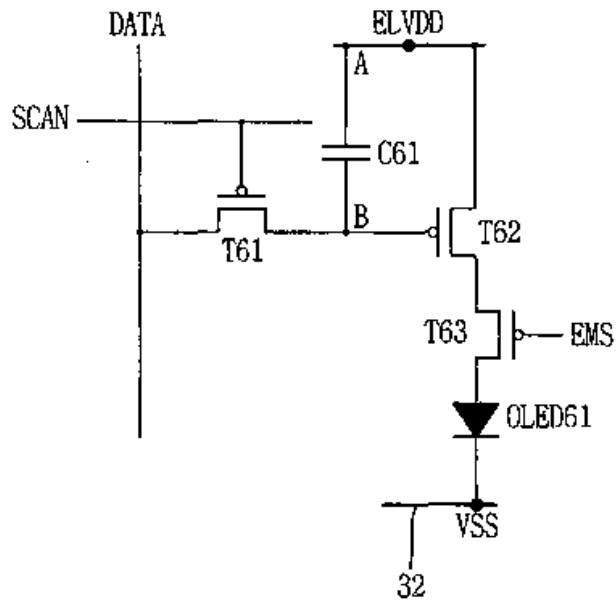 DATA
ELVDD
A
SCAN
C61
B
T61
T62
T63
EMS
OLED61
VSS
32